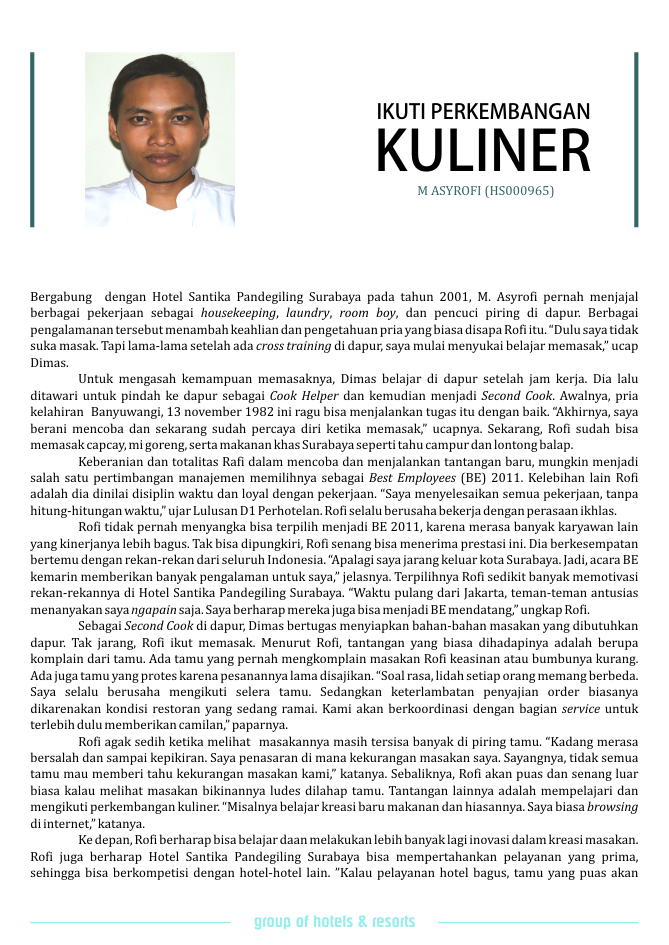 IKUTI PERKEMBANGAN
KULINER
M ASYROFI (HS000965)
Bergabung dengan Hotel Santika Pandegiling Surabaya pada tahun 2001, M. Asyrofi pernah menjajal
berbagai pekerjaan sebagai housekeeping, laundry, room boy, dan pencuci piring di dapur. Berbagai
pengalamanan tersebut menambah keahlian dan pengetahuan pria yang biasa disapa Rofi itu. “Dulu saya tidak
suka masak. Tapi lama-lama setelah ada cross training di dapur, saya mulai menyukai belajar memasak,” ucap
Dimas.
Untuk mengasah kemampuan memasaknya, Dimas belajar di dapur setelah jam kerja. Dia lalu
ditawari untuk pindah ke dapur sebagai Cook Helper dan kemudian menjadi Second Cook. Awalnya, pria
kelahiran Banyuwangi, 13 november 1982 ini ragu bisa menjalankan tugas itu dengan baik. “Akhirnya, saya
berani mencoba dan sekarang sudah percaya diri ketika memasak,” ucapnya. Sekarang, Rofi sudah bisa
memasak capcay, mi goreng, serta makanan khas Surabaya seperti tahu campur dan lontong balap.
Keberanian dan totalitas Rafi dalam mencoba dan menjalankan tantangan baru, mungkin menjadi
salah satu pertimbangan manajemen memilihnya sebagai Best Employees (BE) 2011. Kelebihan lain Rofi
adalah dia dinilai disiplin waktu dan loyal dengan pekerjaan. “Saya menyelesaikan semua pekerjaan, tanpa
hitung-hitungan waktu,” ujar Lulusan D1 Perhotelan. Rofi selalu berusaha bekerja dengan perasaan ikhlas.
Rofi tidak pernah menyangka bisa terpilih menjadi BE 2011, karena merasa banyak karyawan lain
yang kinerjanya lebih bagus. Tak bisa dipungkiri, Rofi senang bisa menerima prestasi ini. Dia berkesempatan
bertemu dengan rekan-rekan dari seluruh Indonesia. “Apalagi saya jarang keluar kota Surabaya. Jadi, acara BE
kemarin memberikan banyak pengalaman untuk saya,” jelasnya. Terpilihnya Rofi sedikit banyak memotivasi
rekan-rekannya di Hotel Santika Pandegiling Surabaya. “Waktu pulang dari Jakarta, teman-teman antusias
menanyakan saya ngapain saja. Saya berharap mereka juga bisa menjadi BE mendatang,” ungkap Rofi.
Sebagai Second Cook di dapur, Dimas bertugas menyiapkan bahan-bahan masakan yang dibutuhkan
dapur. Tak jarang, Rofi ikut memasak. Menurut Rofi, tantangan yang biasa dihadapinya adalah berupa
komplain dari tamu. Ada tamu yang pernah mengkomplain masakan Rofi keasinan atau bumbunya kurang.
Ada juga tamu yang protes karena pesanannya lama disajikan. “Soal rasa, lidah setiap orang memang berbeda.
Saya selalu berusaha mengikuti selera tamu. Sedangkan keterlambatan penyajian order biasanya
dikarenakan kondisi restoran yang sedang ramai. Kami akan berkoordinasi dengan bagian service untuk
terlebih dulu memberikan camilan,” paparnya.
Rofi agak sedih ketika melihat masakannya masih tersisa banyak di piring tamu. “Kadang merasa
bersalah dan sampai kepikiran. Saya penasaran di mana kekurangan masakan saya. Sayangnya, tidak semua
tamu mau memberi tahu kekurangan masakan kami,” katanya. Sebaliknya, Rofi akan puas dan senang luar
biasa kalau melihat masakan bikinannya ludes dilahap tamu. Tantangan lainnya adalah mempelajari dan
mengikuti perkembangan kuliner. “Misalnya belajar kreasi baru makanan dan hiasannya. Saya biasa browsing
di internet,” katanya.
Ke depan, Rofi berharap bisa belajar daan melakukan lebih banyak lagi inovasi dalam kreasi masakan.
Rofi juga berharap Hotel Santika Pandegiling Surabaya bisa mempertahankan pelayanan yang prima,
sehingga bisa berkompetisi dengan hotel-hotel lain. ”Kalau pelayanan hotel bagus, tamu yang puas akan
group of hotels & resorts